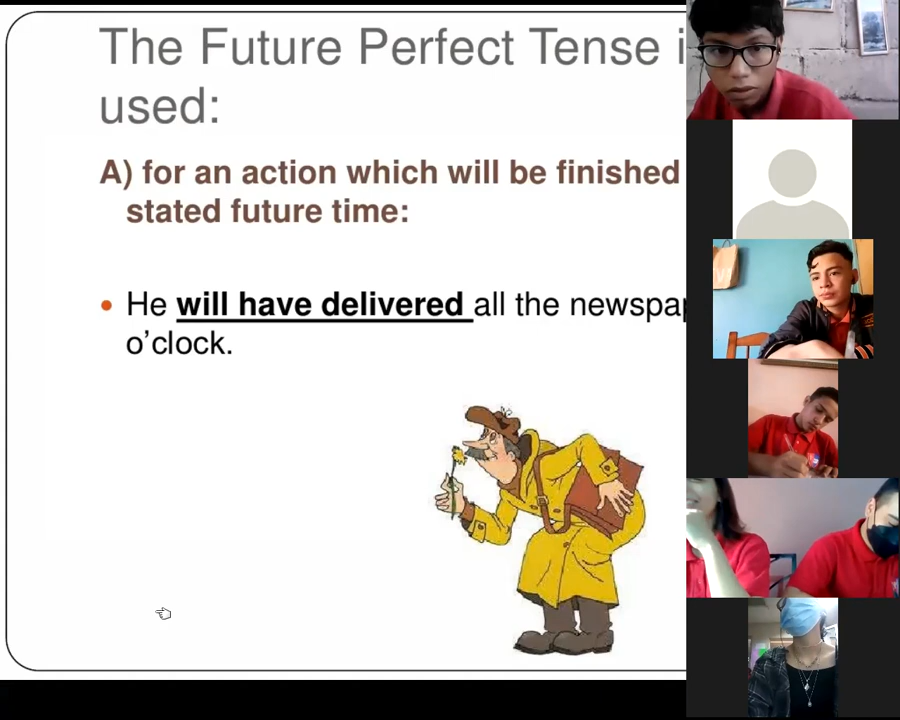 The Future Perfect Tense
used:
A) for an action which will be finished
stated future time:
He will have delivered all the
o’clock.